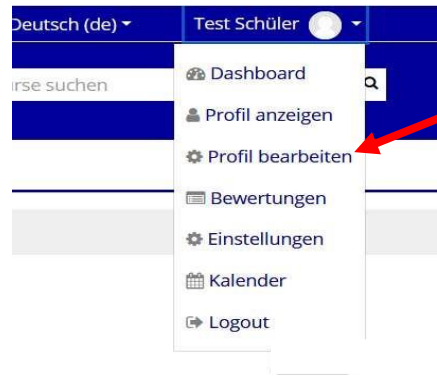 Deutsch (de)
Test Schüler
rse suchen
Dashboard
Profil anzeigen
Profil bearbeiten
Bewertungen
Einstellungen
Kalender
Logout